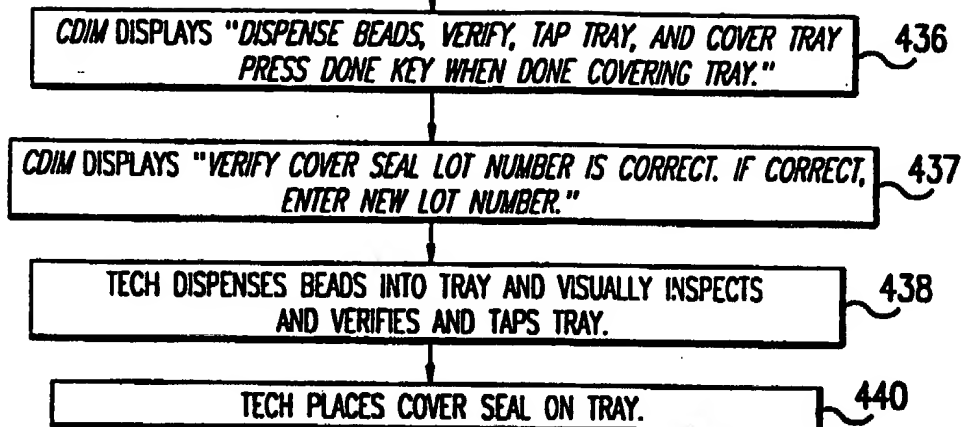 CDIM DISPLAYS "DISPENSE BEADS, VERIFY, TAP TRAY, AND COVER TRAY
PRESS DONE KEY WHEN DONE COVERING TRAY."
436
CDIM DISPLAYS "VERIFY COVER SEAL LOT NUMBER IS CORRECT. IF CORRECT,
ENTER NEW LOT NUMBER."
437
TECH DISPENSES BEADS INTO TRAY AND VISUALLY INSPECTS
AND VERIFIES AND TAPS TRAY.
438
TECH PLACES COVER SEAL ON TRAY.
440